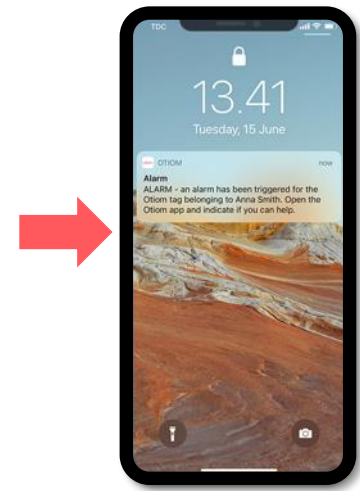 TDC
13.41
Tuesday, 15 June
OTIOM
now
Alarm
ALARM - an alarm has been triggered for the
Otiom tag belonging to Anna Smith. Open the
Otiom app and indicate if you can help.